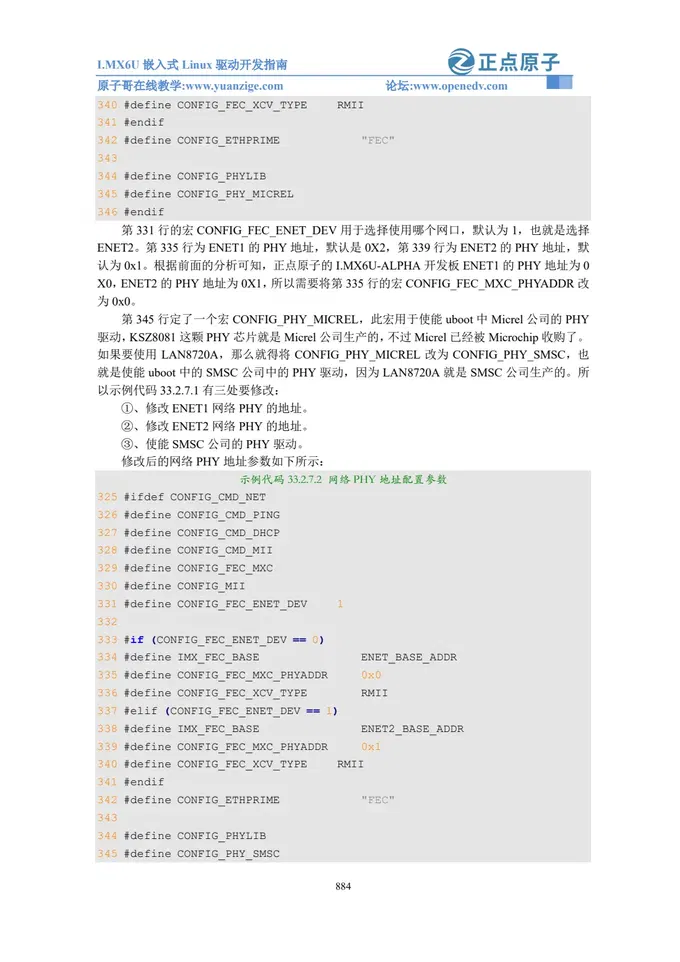 I.MX6U 嵌入式 Linux 驱动开发指南
正点原子
原子哥在线教学:www.yuanzige.com 论坛:www.openedv.com
340 #define CONFIG_FEC_XCV_TYPE RMII
341 #endif
342 #define CONFIG_ETHPRIME "FEC"
343
344 #define CONFIG_PHYLIB
345 #define CONFIG_PHY_MICREL
346 #endif
第 331 行的宏 CONFIG_FEC_ENET_DEV 用于选择使用哪个网口，默认为 1，也就是选择
ENET2。第 335 行为 ENET1 的 PHY 地址，默认是 0X2，第 339 行为 ENET2 的 PHY 地址，默
认为 0x1。根据前面的分析可知，正点原子的 I.MX6U-ALPHA 开发板 ENET1 的 PHY 地址为 0
X0，ENET2 的 PHY 地址为 0X1，所以需要将第 335 行的宏 CONFIG_FEC_MXC_PHYADDR 改
为 0x0。
第 345 行定了一个宏 CONFIG_PHY_MICREL，此宏用于使能 uboot 中 Micrel 公司的 PHY
驱动，KSZ8081 这颗 PHY 芯片就是 Micrel 公司生产的，不过 Micrel 已经被 Microchip 收购了。
如果要使用 LAN8720A，那么就得将 CONFIG_PHY_MICREL 改为 CONFIG_PHY_SMSC，也
就是使能 uboot 中的 SMSC 公司中的 PHY 驱动，因为 LAN8720A 就是 SMSC 公司生产的。所
以示例代码 33.2.7.1 有三处要修改：
①、修改 ENET1 网络 PHY 的地址。
②、修改 ENET2 网络 PHY 的地址。
③、使能 SMSC 公司的 PHY 驱动。
修改后的网络 PHY 地址参数如下所示：
示例代码 33.2.7.2 网络 PHY 地址配置参数
325 #ifdef CONFIG_CMD_NET
326 #define CONFIG_CMD_PING
327 #define CONFIG_CMD_DHCP
328 #define CONFIG_CMD_MII
329 #define CONFIG_FEC_MXC
330 #define CONFIG_MII
331 #define CONFIG_FEC_ENET_DEV 1
332
333 #if (CONFIG_FEC_ENET_DEV == 0)
334 #define IMX_FEC_BASE ENET_BASE_ADDR
335 #define CONFIG_FEC_MXC_PHYADDR 0x0
336 #define CONFIG_FEC_XCV_TYPE RMII
337 #elif (CONFIG_FEC_ENET_DEV == 1)
338 #define IMX_FEC_BASE ENET2_BASE_ADDR
339 #define CONFIG_FEC_MXC_PHYADDR 0x1
340 #define CONFIG_FEC_XCV_TYPE RMII
341 #endif
342 #define CONFIG_ETHPRIME "FEC"
343
344 #define CONFIG_PHYLIB
345 #define CONFIG_PHY_SMSC
884